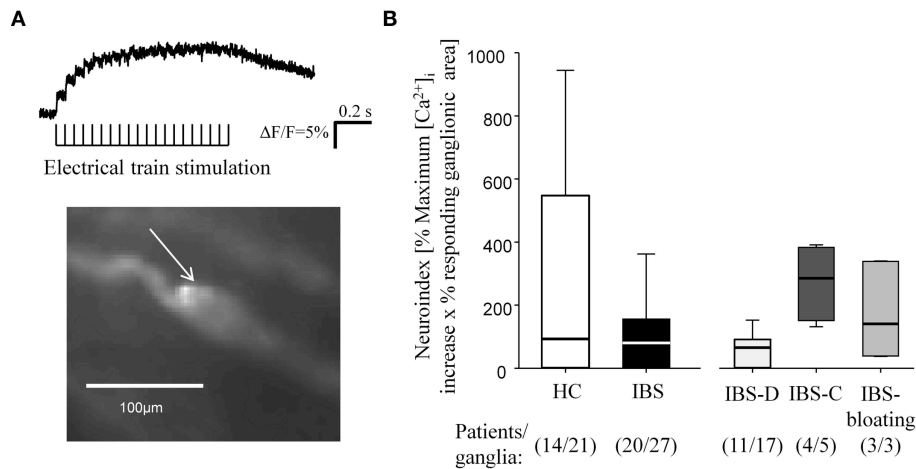 A
0.2 s
ΔF/F=5%
Electrical train stimulation
100µm
B
Neuroindex [% Maximum [Ca²⁺]ᵢ
increase x % responding ganglionic area]
1000
800
600
400
200
0
HC
IBS
IBS-D
IBS-C
IBS-
bloating
Patients/
ganglia:
(14/21)
(20/27)
(11/17)
(4/5)
(3/3)